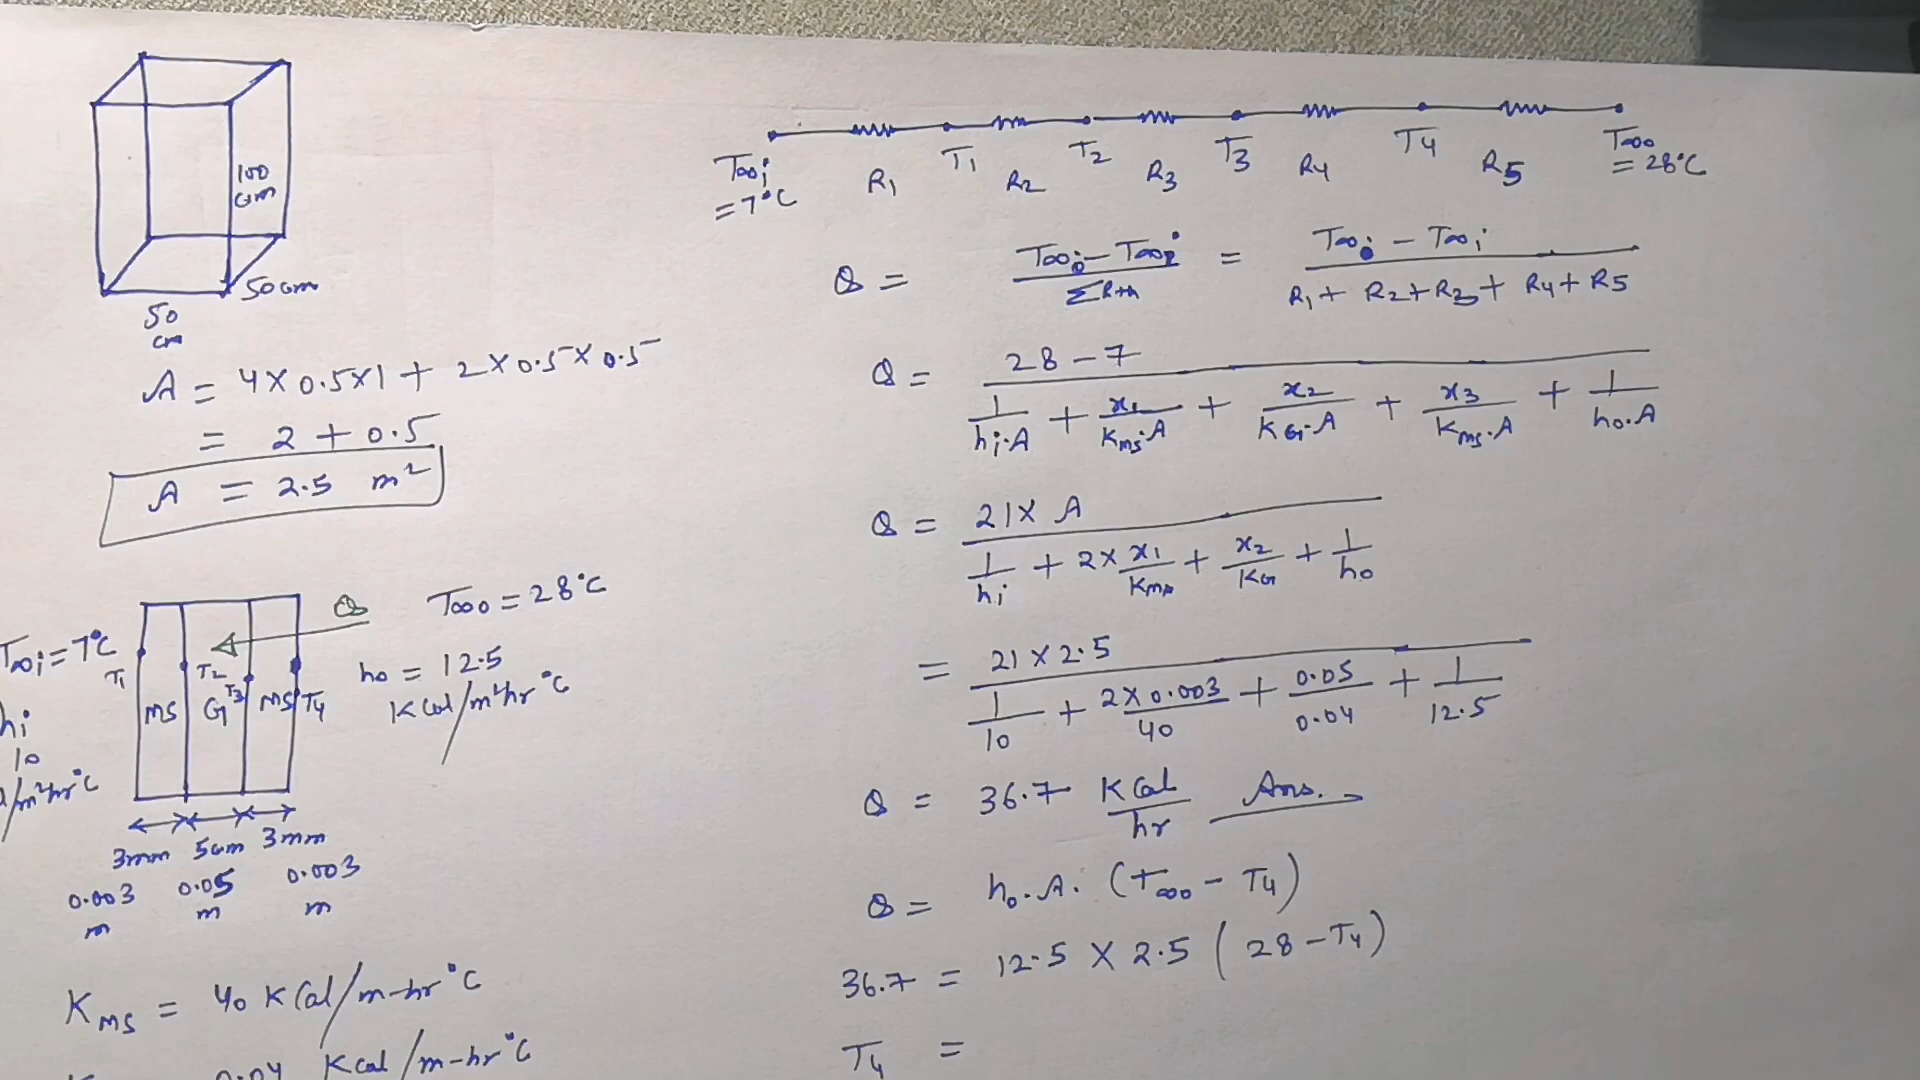 100
cm
50 cm
50
cm
A = 4 × 0.5 × 1 + 2 × 0.5 × 0.5
= 2 + 0.5
A = 2.5 m²
T∞i = 7°C
T1
T2
T3
T4
MS
G
MS
Q
T∞o = 28°C
ho = 12.5
Kcal/m²hr°C
hi
10
/m²hr°C
3mm 5cm 3mm
0.003 0.05 0.003
m m m
KMS = 40 KCal/m-hr°C
0.04 Kcal/m-hr°C
T∞i
= 7°C
R1 T1 R2 T2 R3 T3 R4 T4 R5
T∞o
= 28°C
Q = (T∞o - T∞i) / ΣRth = (T∞o - T∞i) / (R1 + R2 + R3 + R4 + R5)
Q = (28 - 7) / (1/(hi.A) + x1/(Kms.A) + x2/(KG.A) + x3/(Kms.A) + 1/(ho.A))
Q = (21 × A) / (1/hi + 2 × x1/Kms + x2/KG + 1/ho)
= (21 × 2.5) / (1/10 + (2 × 0.003)/40 + 0.05/0.04 + 1/12.5)
Q = 36.7 KCal/hr Ans.
Q = ho.A.(T∞o - T4)
36.7 = 12.5 × 2.5 (28 - T4)
T4 =